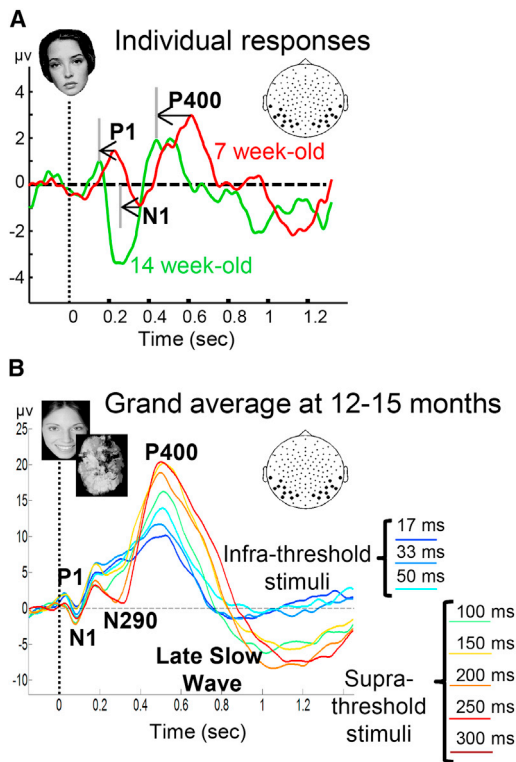 A
Individual responses
μv
P400
4
P1
2
7 week-old
0
N1
-2
14 week-old
-4
0 0.2 0.4 0.6 0.8 1 1.2
Time (sec)
B
Grand average at 12-15 months
μv
25
P400
20
15
17 ms
10
Infra-threshold
33 ms
stimuli
5
P1
50 ms
0
N1
N290
100 ms
-5
150 ms
Late Slow
Wave
200 ms
Supra-
threshold
stimuli
-10
250 ms
0 0.2 0.4 0.6 0.8 1 1.2 1.4
Time (sec)
300 ms